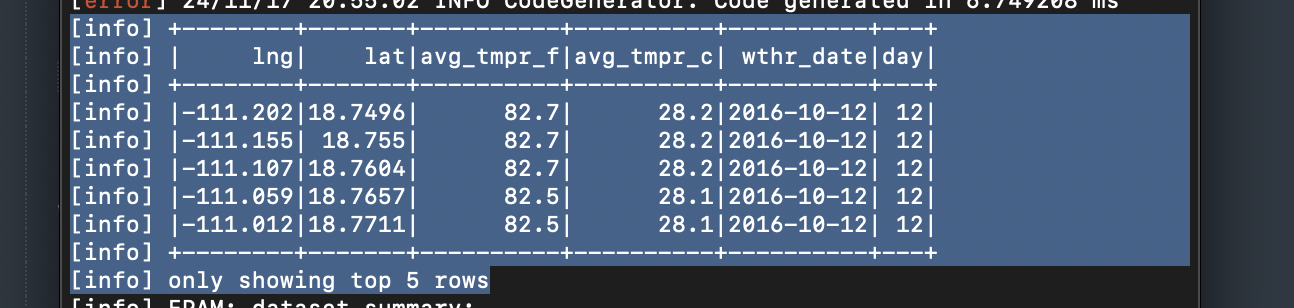 [error] 24/11/17 20:55:02 INFO CodeGenerator: Code generated in 6.749208 ms
[info] +--------+-------+----------+----------+----------+---+
[info] |     lng|    lat|avg_tmpr_f|avg_tmpr_c| wthr_date|day|
[info] +--------+-------+----------+----------+----------+---+
[info] |-111.202|18.7496|      82.7|      28.2|2016-10-12| 12|
[info] |-111.155| 18.755|      82.7|      28.2|2016-10-12| 12|
[info] |-111.107|18.7604|      82.7|      28.2|2016-10-12| 12|
[info] |-111.059|18.7657|      82.5|      28.1|2016-10-12| 12|
[info] |-111.012|18.7711|      82.5|      28.1|2016-10-12| 12|
[info] +--------+-------+----------+----------+----------+---+
[info] only showing top 5 rows
[info] EPAM: dataset summary: